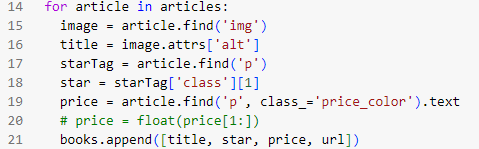 14 for article in articles:
15   image = article.find('img')
16   title = image.attrs['alt']
17   starTag = article.find('p')
18   star = starTag['class'][1]
19   price = article.find('p', class_='price_color').text
20   # price = float(price[1:])
21   books.append([title, star, price, url])